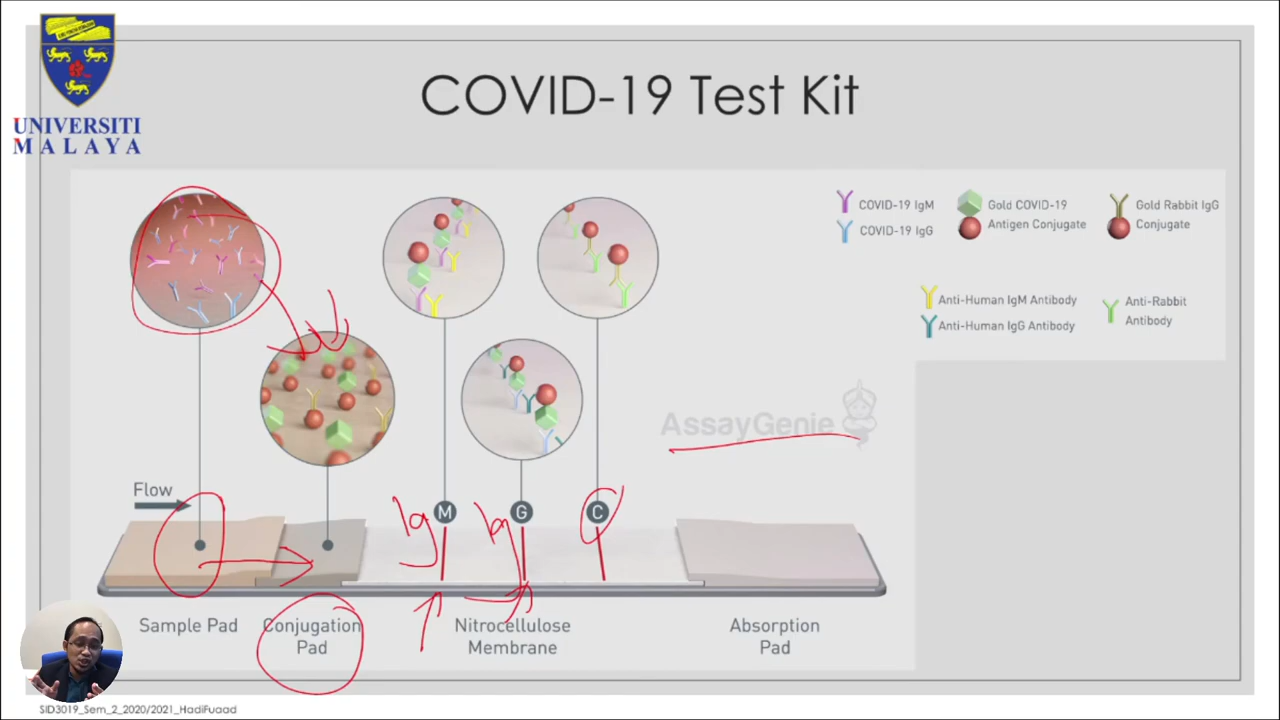 UNIVERSITI
MALAYA
COVID-19 Test Kit
COVID-19 IgM
COVID-19 IgG
Gold COVID-19
Antigen Conjugate
Gold Rabbit IgG
Conjugate
Anti-Human IgM Antibody
Anti-Human IgG Antibody
Anti-Rabbit
Antibody
AssayGenie
Flow
Ig
M
Ig
G
C
Sample Pad
Conjugation
Pad
Nitrocellulose
Membrane
Absorption
Pad
SID3019_Sem_2_2020/2021_HadiFuaad